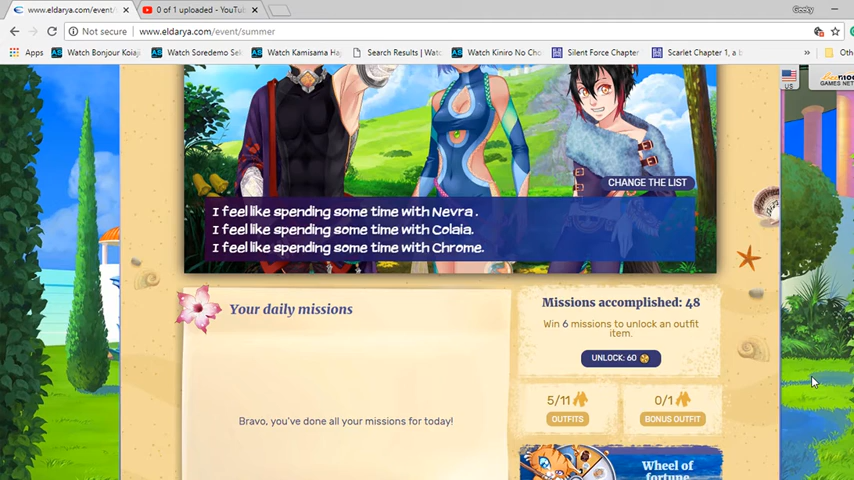 www.eldarya.com/event/
0 of 1 uploaded - YouTu
Geeky
Not secure
www.eldarya.com/event/summer
Apps
Watch Bonjour Koiaj
Watch Soredemo Sek
Watch Kamisama Ha
Search Results | Wat
Watch Kiniro No Cho
Silent Force Chapter
Scarlet Chapter 1, a b
»
US
GAMES NET
CHANGE THE LIST
I feel like spending some time with Nevra .
I feel like spending some time with Colaia.
I feel like spending some time with Chrome.
Your daily missions
Bravo, you've done all your missions for today!
Missions accomplished: 48
Win 6 missions to unlock an outfit
item.
UNLOCK: 60
5/11
OUTFITS
0/1
BONUS OUTFIT
Wheel of
fortune